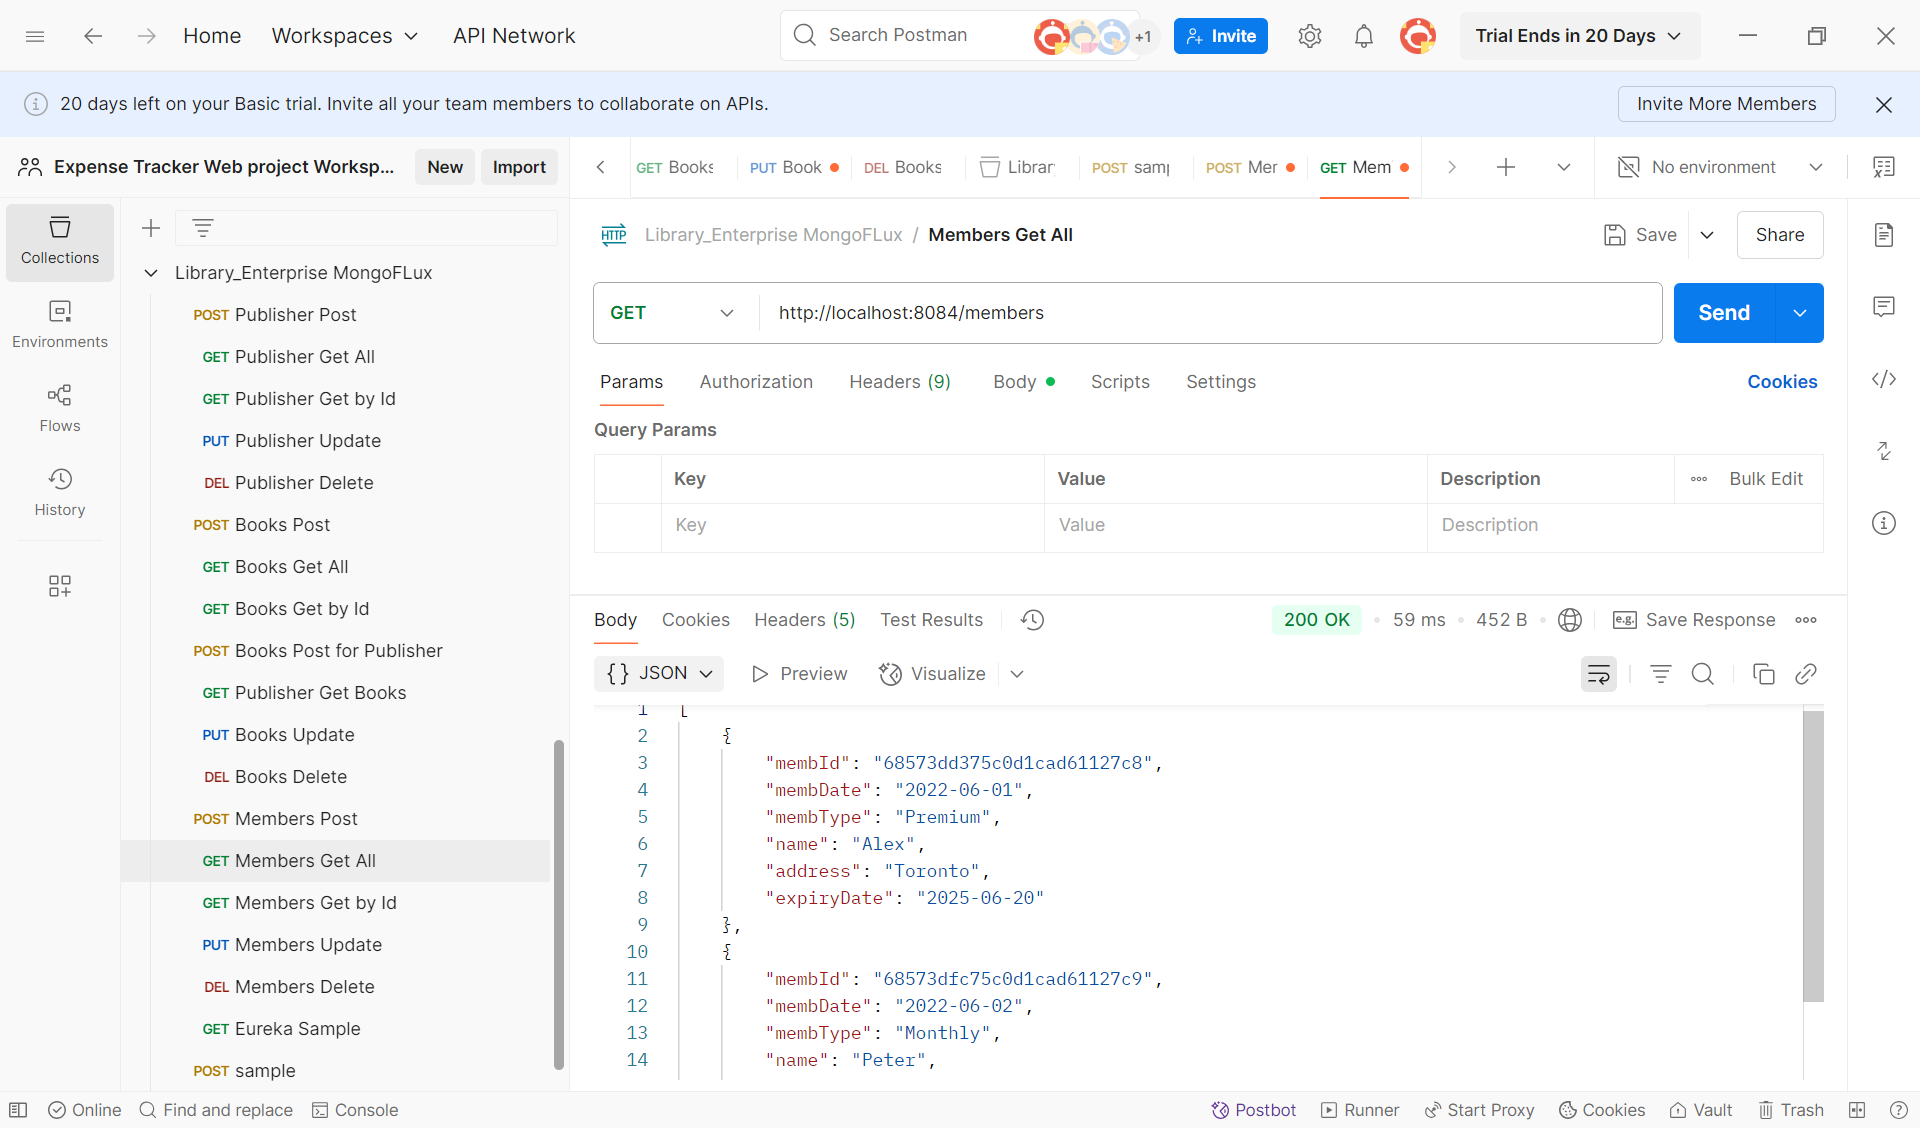 Home Workspaces API Network Search Postman +1 Invite Trial Ends in 20 Days
20 days left on your Basic trial. Invite all your team members to collaborate on APIs. Invite More Members
Expense Tracker Web project Worksp... New Import
GET Books PUT Book DEL Books Librar POST samp POST Mer GET Mem No environment
Collections
Environments
Flows
History
Library_Enterprise MongoFLux
POST Publisher Post
GET Publisher Get All
GET Publisher Get by Id
PUT Publisher Update
DEL Publisher Delete
POST Books Post
GET Books Get All
GET Books Get by Id
POST Books Post for Publisher
GET Publisher Get Books
PUT Books Update
DEL Books Delete
POST Members Post
GET Members Get All
GET Members Get by Id
PUT Members Update
DEL Members Delete
GET Eureka Sample
POST sample
HTTP Library_Enterprise MongoFLux / Members Get All Save Share
GET http://localhost:8084/members Send
Params Authorization Headers (9) Body Scripts Settings Cookies
Query Params
Key Value Description Bulk Edit
Key Value Description
Body Cookies Headers (5) Test Results 200 OK 59 ms 452 B e.g. Save Response
{} JSON Preview Visualize
1 [
2 {
3 "membId": "68573dd375c0d1cad61127c8",
4 "membDate": "2022-06-01",
5 "membType": "Premium",
6 "name": "Alex",
7 "address": "Toronto",
8 "expiryDate": "2025-06-20"
9 },
10 {
11 "membId": "68573dfc75c0d1cad61127c9",
12 "membDate": "2022-06-02",
13 "membType": "Monthly",
14 "name": "Peter",
Online Find and replace Console Postbot Runner Start Proxy Cookies Vault Trash